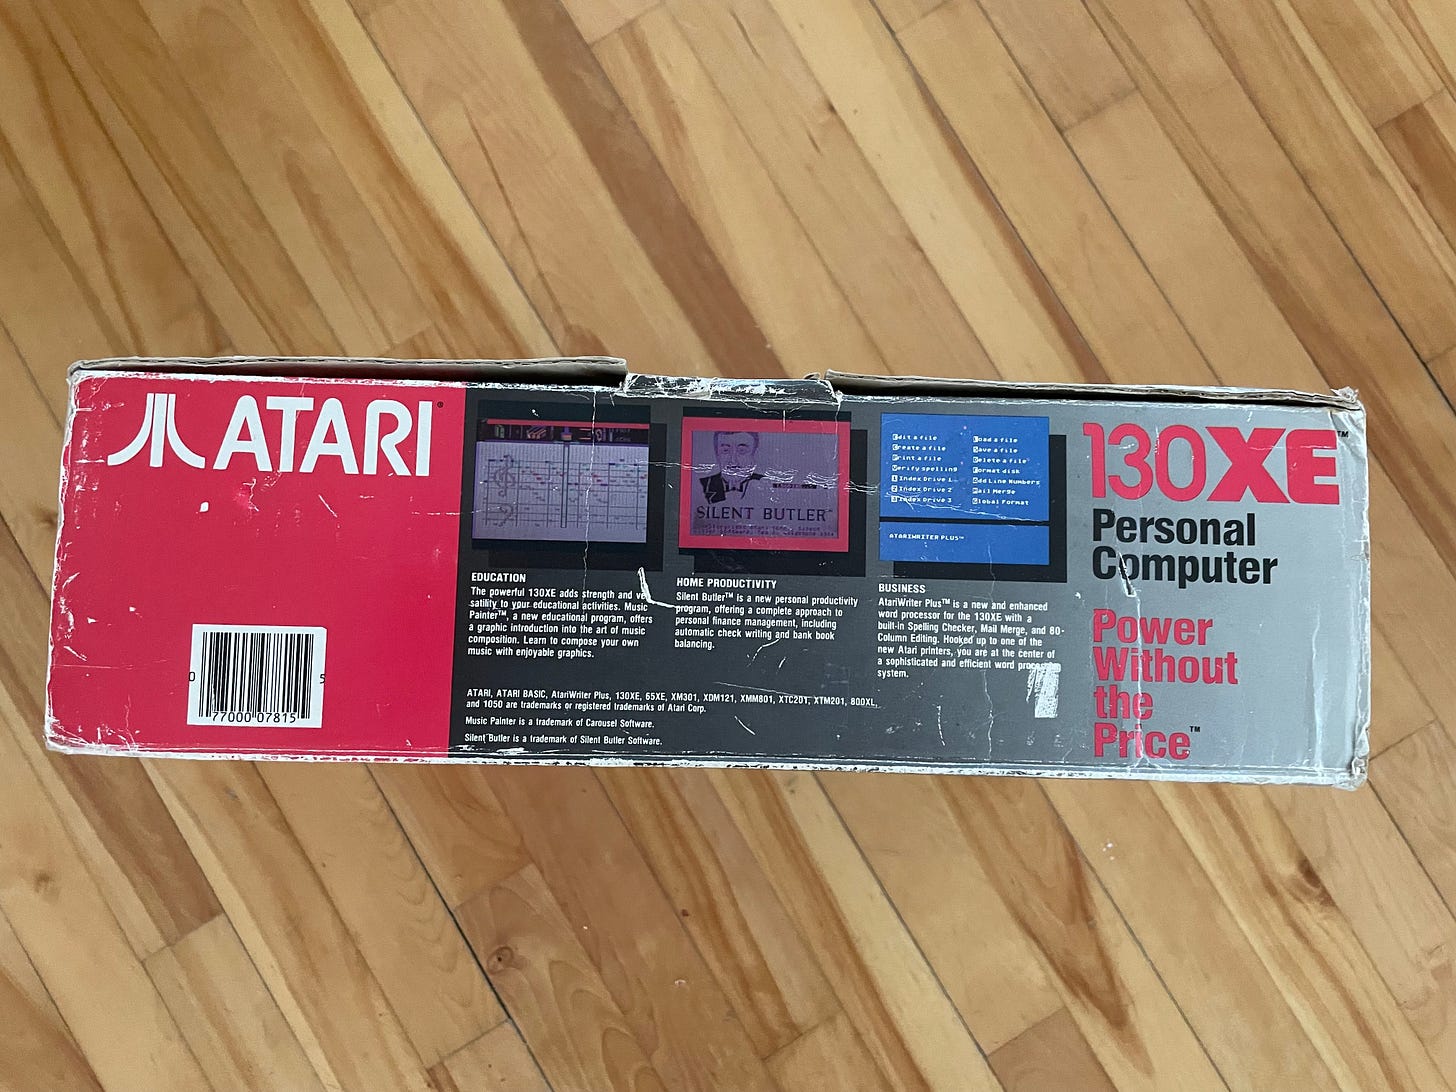 ATARI®
0 77000 07815 5
SILENT BUTLER™
Edit a file
Create a file
Print a file
Verify spelling
1 Index Drive 1
2 Index Drive 2
3 Index Drive 3
Load a file
Save a file
Delete a file
Format disk
Add Line Numbers
Mail Merge
Global Format
ATARIWRITER PLUS™
EDUCATION
The powerful 130XE adds strength and ver-
satility to your educational activities. Music
Painter™, a new educational program, offers
a graphic introduction into the art of music
composition. Learn to compose your own
music with enjoyable graphics.
HOME PRODUCTIVITY
Silent Butler™ is a new personal productivity
program, offering a complete approach to
personal finance management, including
automatic check writing and bank book
balancing.
BUSINESS
AtariWriter Plus™ is a new and enhanced
word processor for the 130XE with a
built-in Spelling Checker, Mail Merge, and 80-
Column Editing. Hooked up to one of the
new Atari printers, you are at the center of
a sophisticated and efficient word processing
system.
ATARI, ATARI BASIC, AtariWriter Plus, 130XE, 65XE, XM301, XDM121, XMM801, XTC201, XTM201, 800XL,
and 1050 are trademarks or registered trademarks of Atari Corp.
Music Painter is a trademark of Carousel Software.
Silent Butler is a trademark of Silent Butler Software.
130XE™
Personal
Computer
Power
Without
the
Price™